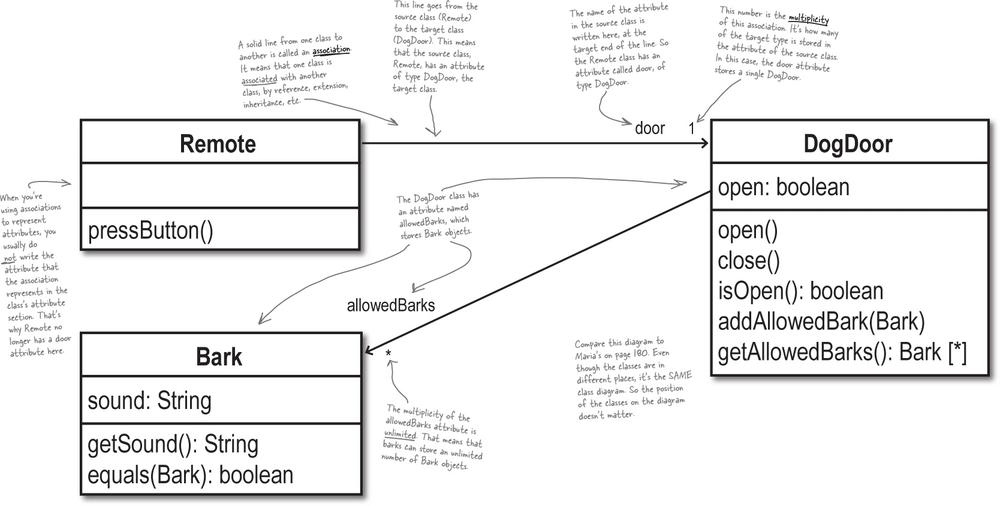 A solid line from one class to
another is called an association.
It means that one class is
associated with another
class, by reference, extension,
inheritance, etc.
This line goes from the
source class (Remote)
to the target class
(DogDoor). This means
that the source class,
Remote, has an attribute
of type DogDoor, the
target class.
The name of the attribute
in the source class is
written here, at the
target end of the line. So
the Remote class has an
attribute called door, of
type DogDoor.
This number is the multiplicity
of this association. It's how many
of the target type is stored in
the attribute of the source class.
In this case, the door attribute
stores a single DogDoor.
Remote
pressButton()
door
1
DogDoor
open: boolean
open()
close()
isOpen(): boolean
addAllowedBark(Bark)
getAllowedBarks(): Bark [*]
When you're
using associations
to represent
attributes, you
usually do
not write the
attribute that
the association
represents in the
class's attribute
section. That's
why Remote no
longer has a door
attribute here.
The DogDoor class has
an attribute named
allowedBarks, which
stores Bark objects.
allowedBarks
*
Bark
sound: String
getSound(): String
equals(Bark): boolean
The multiplicity of the
allowedBarks attribute is
unlimited. That means that
barks can store an unlimited
number of Bark objects.
Compare this diagram to
Maria's on page 180. Even
though the classes are in
different places, it's the SAME
class diagram. So the position
of the classes on the diagram
doesn't matter.